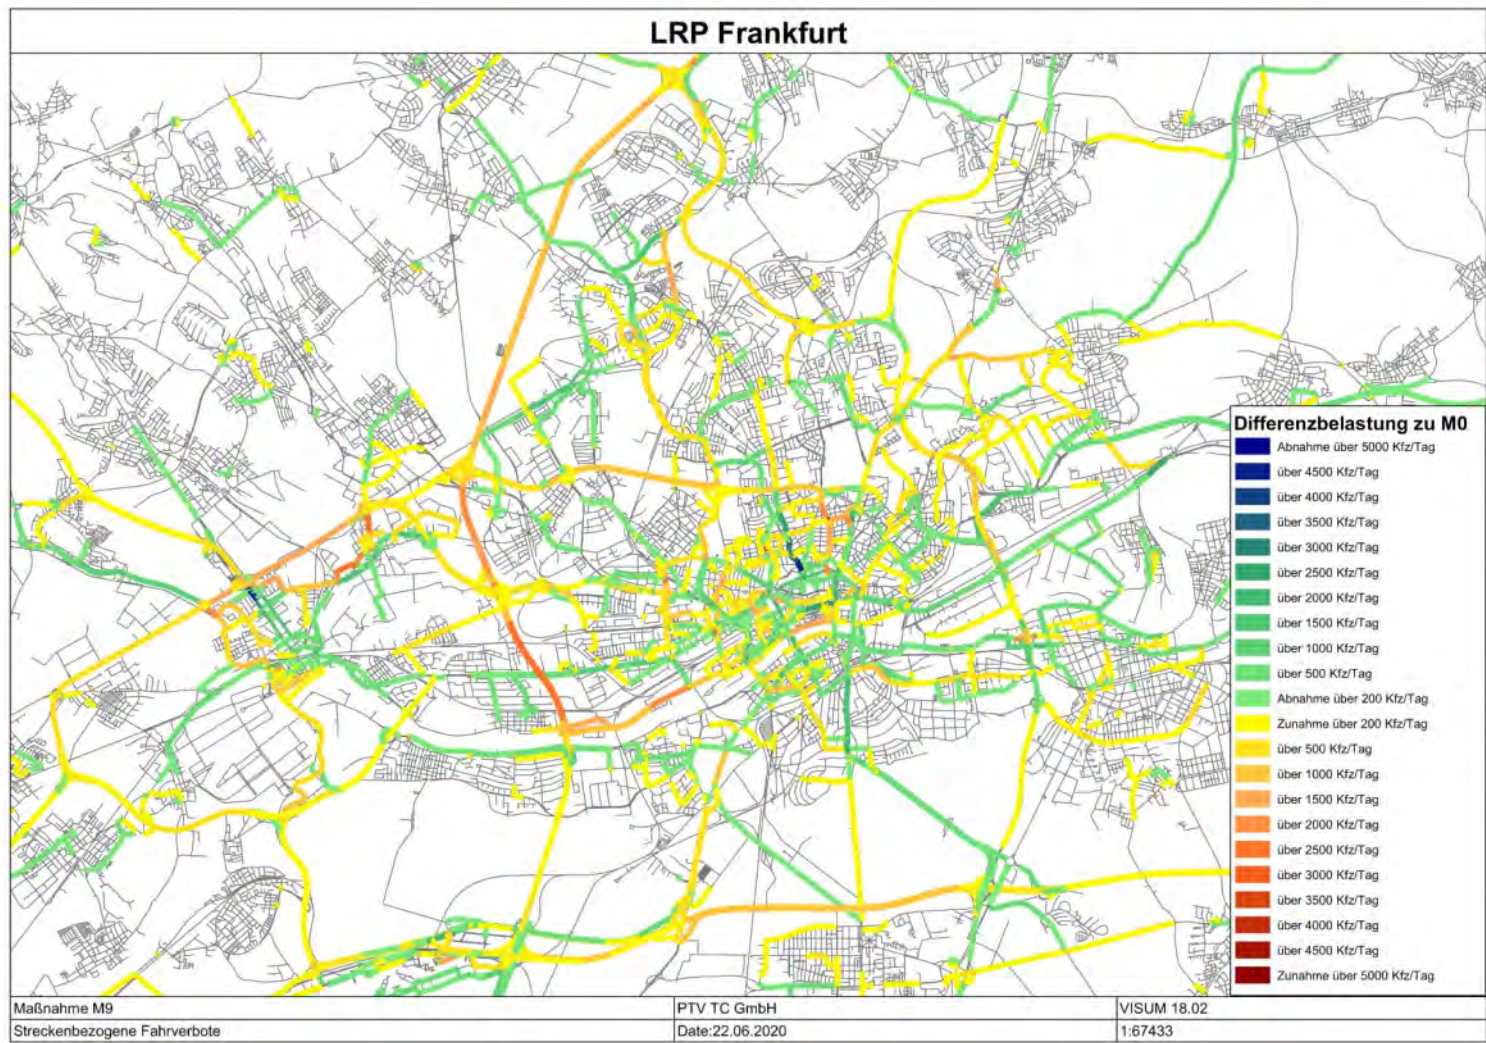 LRP Frankfurt
Differenzbelastung zu M0
Abnahme über 5000 Kfz/Tag
über 4500 Kfz/Tag
über 4000 Kfz/Tag
über 3500 Kfz/Tag
über 3000 Kfz/Tag
über 2500 Kfz/Tag
über 2000 Kfz/Tag
über 1500 Kfz/Tag
über 1000 Kfz/Tag
über 500 Kfz/Tag
Abnahme über 200 Kfz/Tag
Zunahme über 200 Kfz/Tag
über 500 Kfz/Tag
über 1000 Kfz/Tag
über 1500 Kfz/Tag
über 2000 Kfz/Tag
über 2500 Kfz/Tag
über 3000 Kfz/Tag
über 3500 Kfz/Tag
über 4000 Kfz/Tag
über 4500 Kfz/Tag
Zunahme über 5000 Kfz/Tag
Maßnahme M9
PTV TC GmbH
VISUM 18.02
Streckenbezogene Fahrverbote
Date:22.06.2020
1:67433